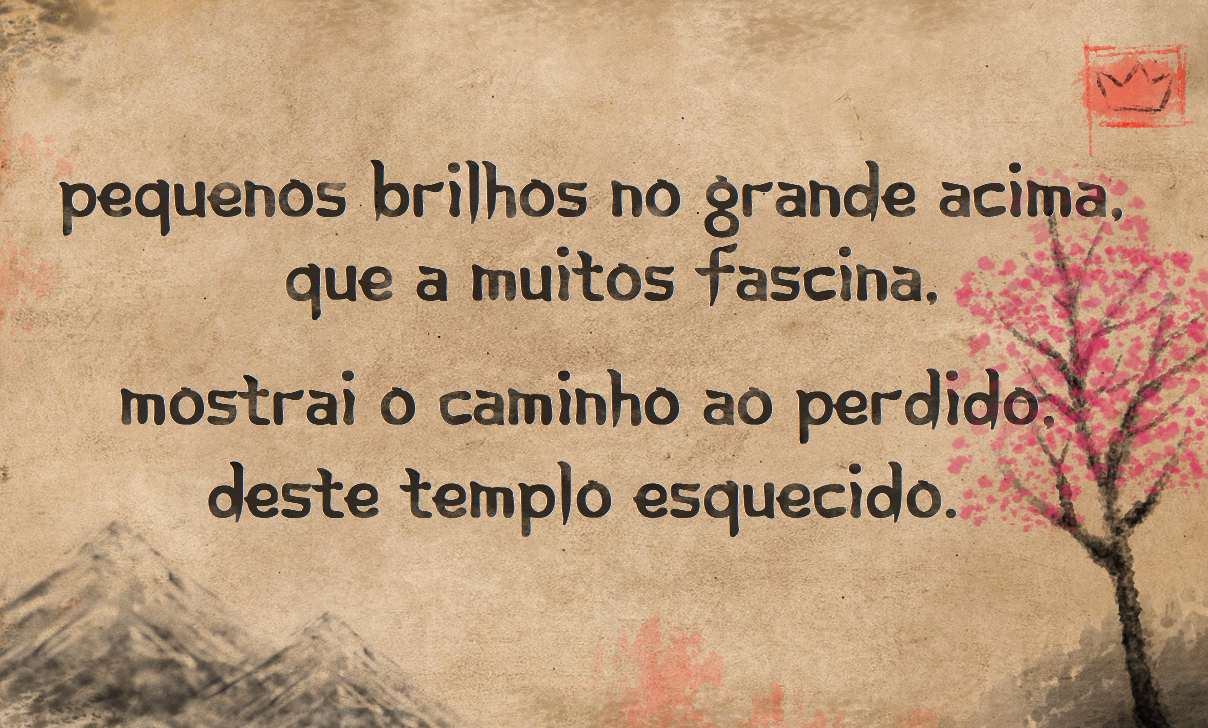 pequenos brilhos no grande acima,
que a muitos fascina,
mostrai o caminho ao perdido,
deste templo esquecido.